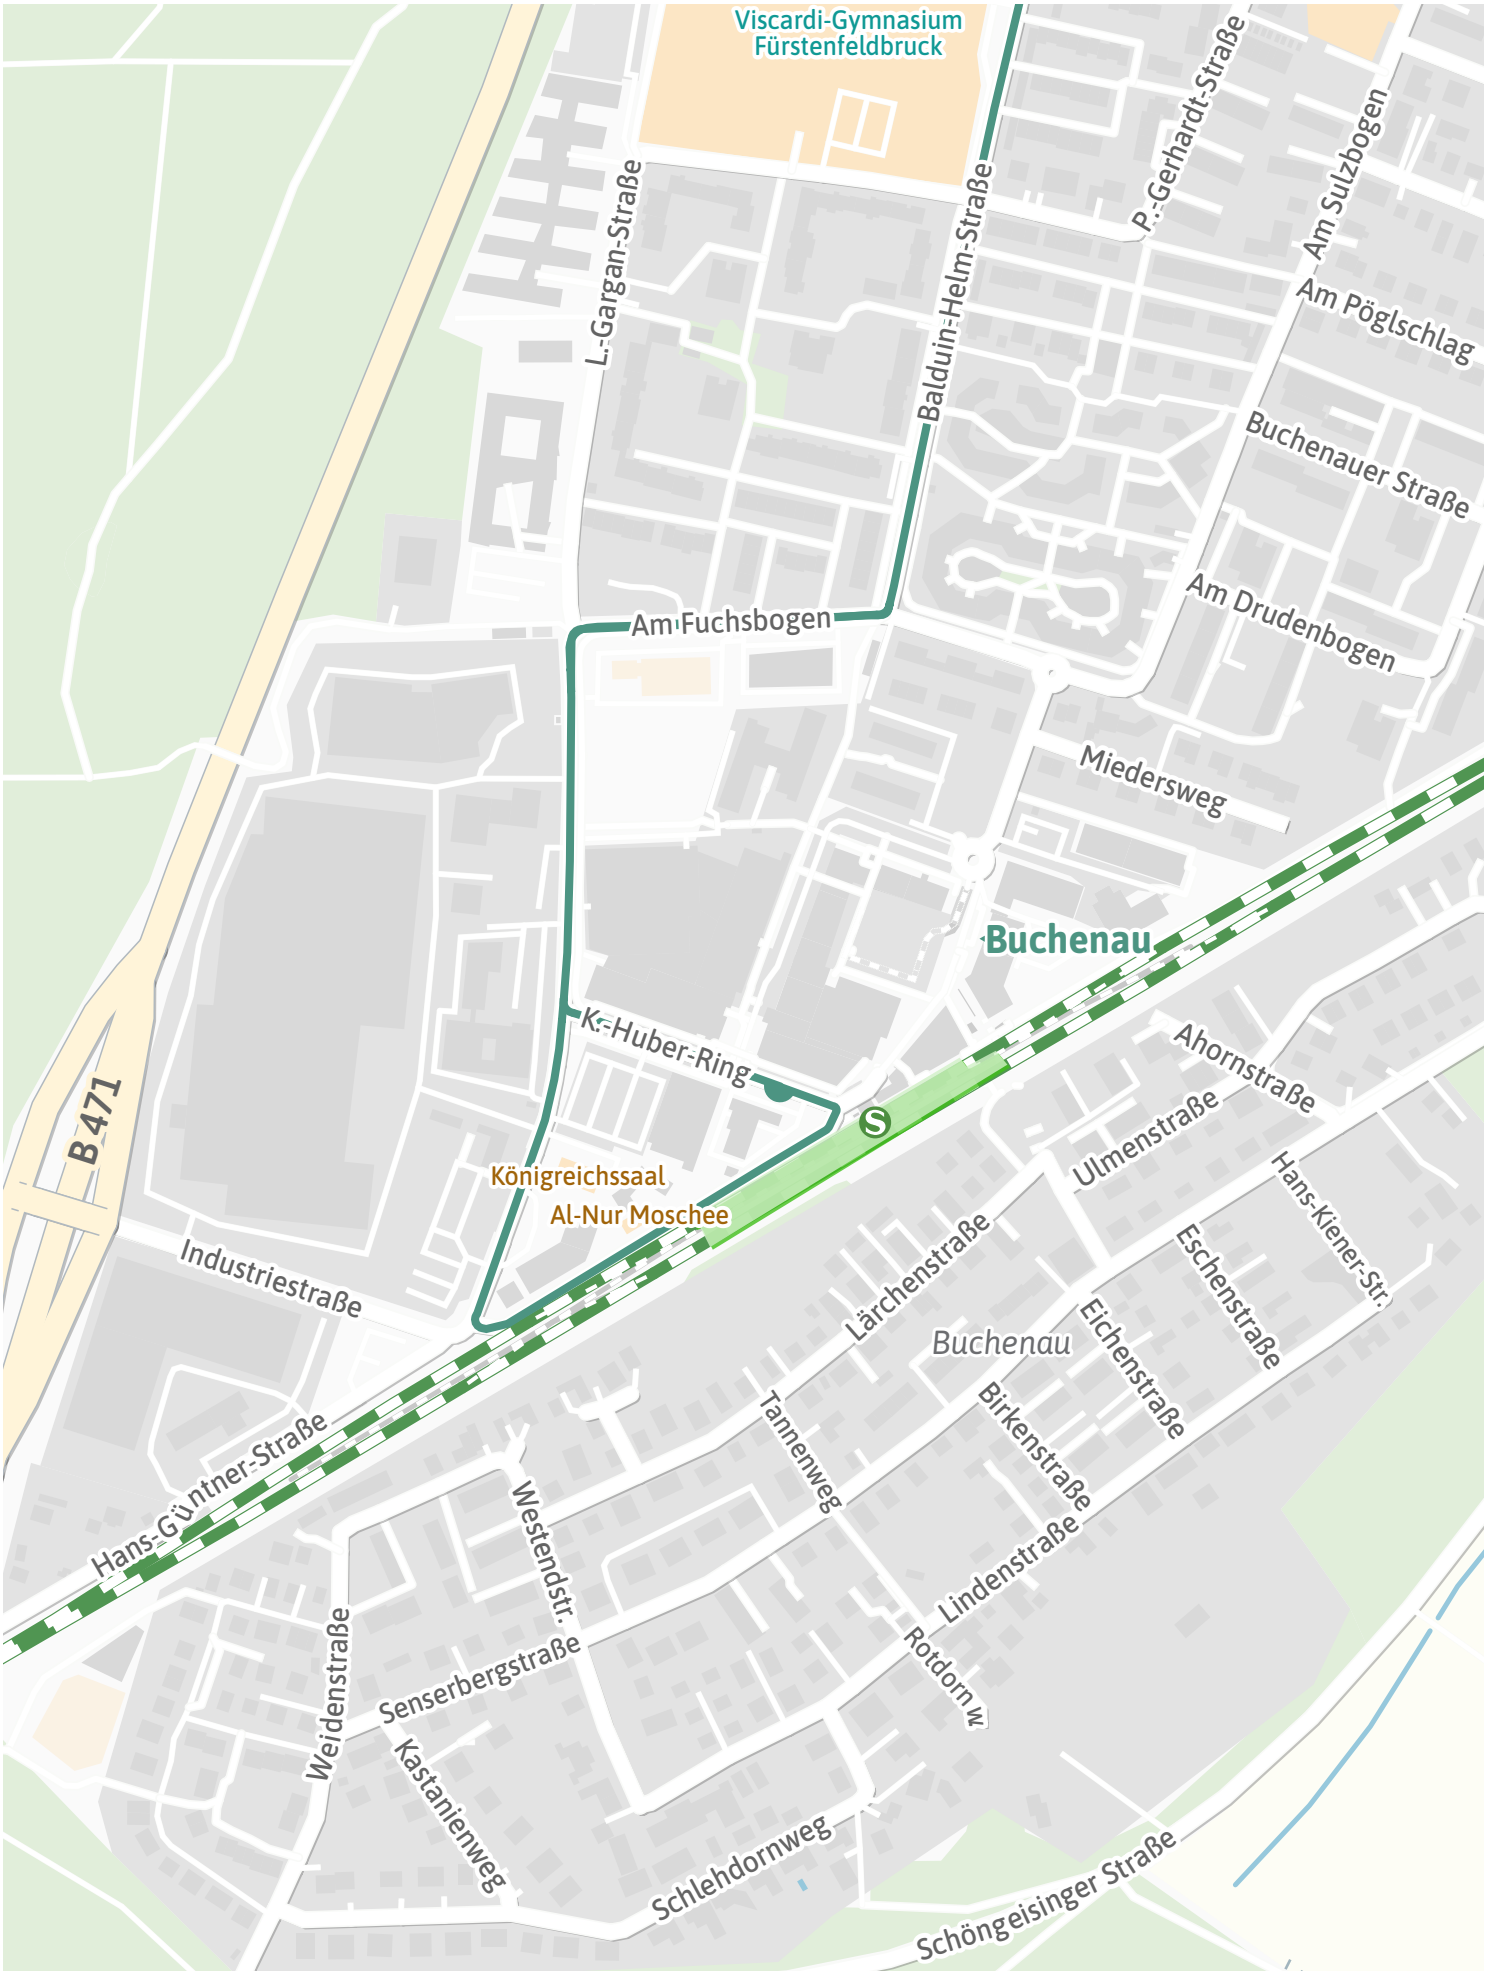 Viscardi-Gymnasium
Fürstenfeldbruck
P.-Gerhardt-Straße
Am Sulzbogen
L.-Gargan-Straße
Balduin-Helm-Straße
Am Pöglschlag
Buchenauer Straße
Am Fuchsbogen
Am Drudenbogen
Miedersweg
Buchenau
K.-Huber-Ring
Ahornstraße
B 471
S
Ulmenstraße
Königreichssaal
Al-Nur Moschee
Hans-Kiener-Str.
Industriestraße
Lärchenstraße
Eschenstraße
Buchenau
Eichenstraße
Tannenweg
Birkenstraße
Hans-Güntner-Straße
Westendstr.
Lindenstraße
Weidenstraße
Senserbergstraße
Rotdornw
Kastanienweg
Schlehdornweg
Schöngeisinger Straße